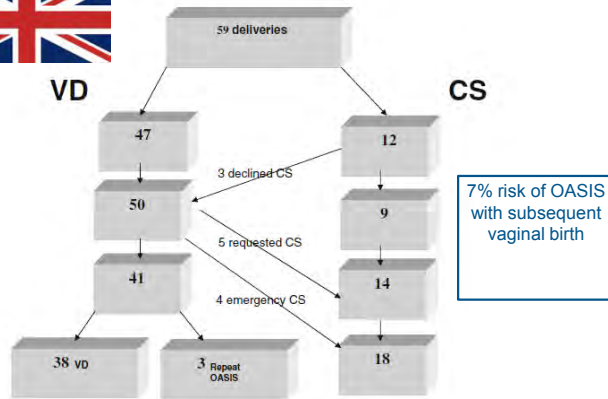 59 deliveries
VD
CS
47
12
3 declined CS
50
9
5 requested CS
41
14
4 emergency CS
38 VD
3 Repeat
OASIS
18
7% risk of OASIS
with subsequent
vaginal birth